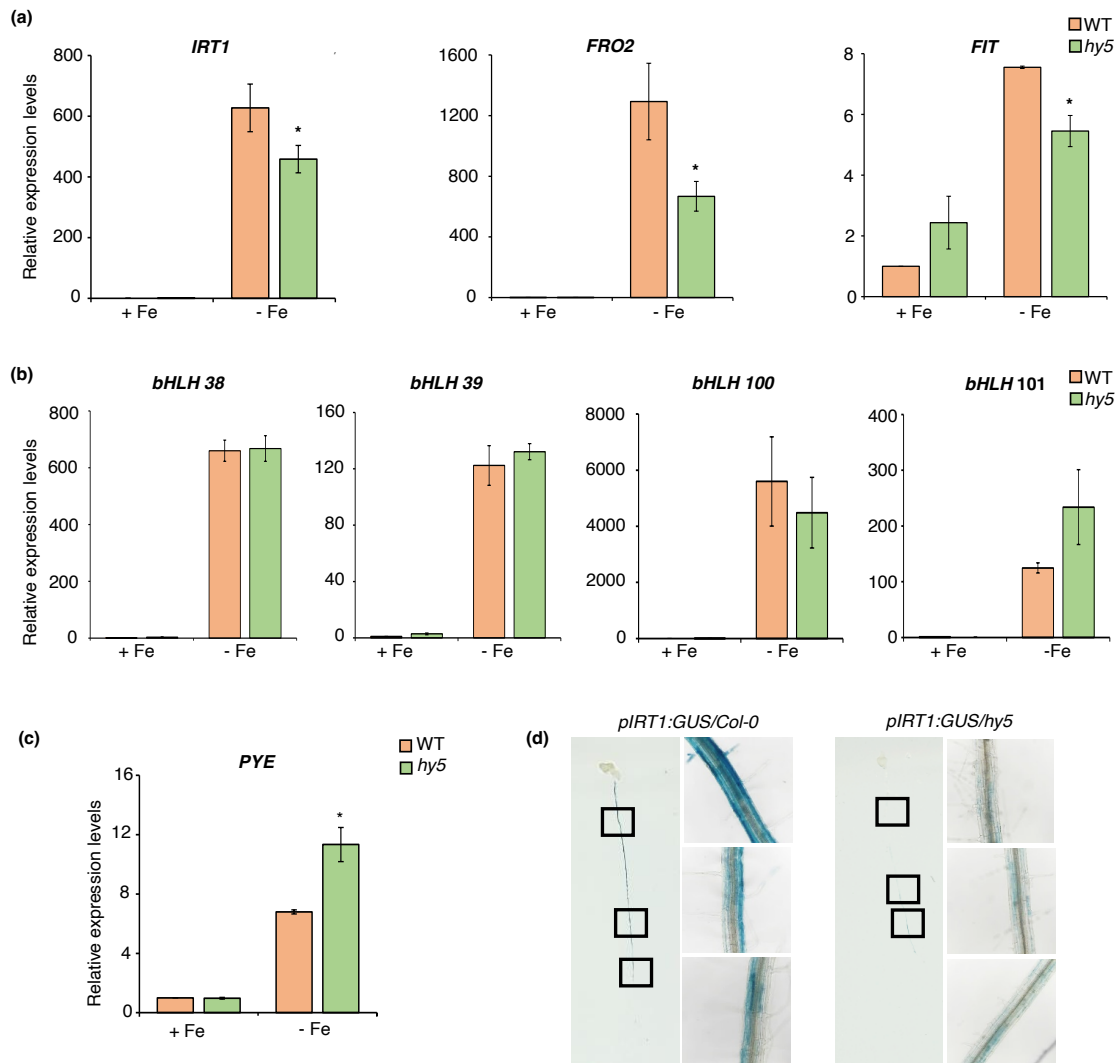 (a)
WT
hy5
IRT1
FRO2
FIT
Relative expression levels
800
600
400
200
0
+ Fe
- Fe
*
1600
1200
800
400
0
+ Fe
- Fe
*
8
6
4
2
0
+ Fe
- Fe
*
(b)
WT
hy5
bHLH 38
bHLH 39
bHLH 100
bHLH 101
Relative expression levels
800
600
400
200
0
+ Fe
- Fe
160
120
80
40
0
+ Fe
- Fe
8000
6000
4000
2000
0
+ Fe
- Fe
400
300
200
100
0
+ Fe
-Fe
(c)
WT
hy5
PYE
Relative expression levels
16
12
8
4
0
+ Fe
- Fe
*
(d)
pIRT1:GUS/Col-0
pIRT1:GUS/hy5